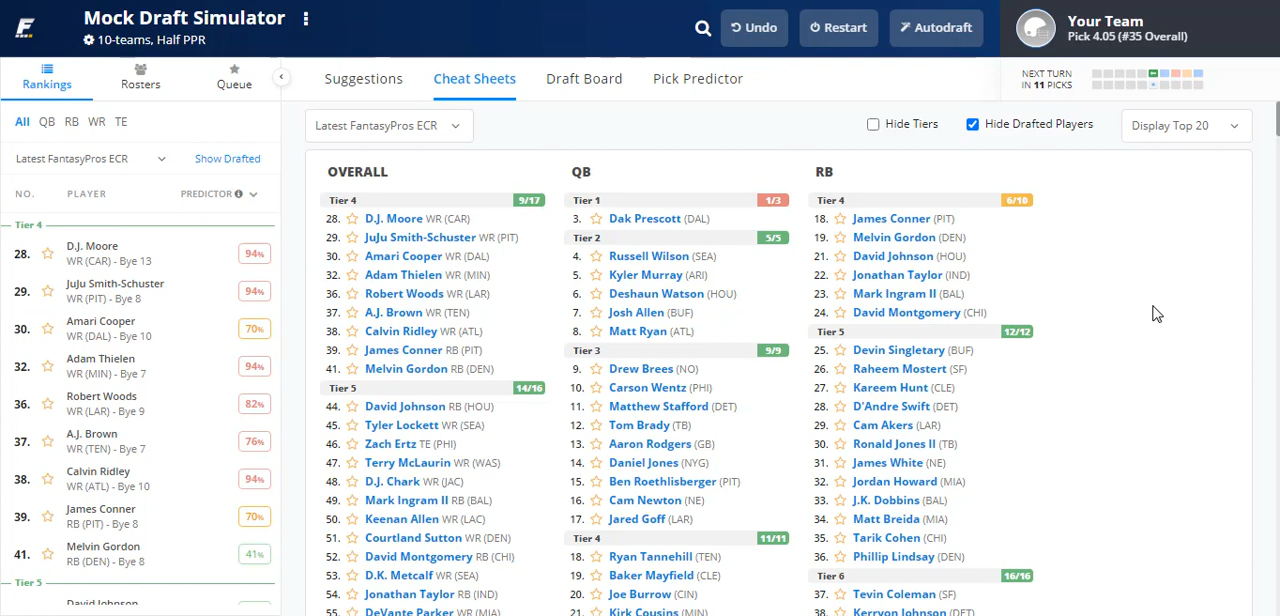 Mock Draft Simulator
10-teams, Half PPR
Undo
Restart
Autodraft
Your Team
Pick 4.05 (#35 Overall)
Rankings
Rosters
Queue
Suggestions
Cheat Sheets
Draft Board
Pick Predictor
NEXT TURN
IN 11 PICKS
All QB RB WR TE
Latest FantasyPros ECR
Show Drafted
NO. PLAYER PREDICTOR
Tier 4
28. D.J. Moore 94%
WR (CAR) - Bye 13
29. JuJu Smith-Schuster 94%
WR (PIT) - Bye 8
30. Amari Cooper 70%
WR (DAL) - Bye 10
32. Adam Thielen 94%
WR (MIN) - Bye 7
36. Robert Woods 82%
WR (LAR) - Bye 9
37. A.J. Brown 76%
WR (TEN) - Bye 7
38. Calvin Ridley 94%
WR (ATL) - Bye 10
39. James Conner 70%
RB (PIT) - Bye 8
41. Melvin Gordon 41%
RB (DEN) - Bye 8
Tier 5
David Johnson
Latest FantasyPros ECR
Hide Tiers
Hide Drafted Players
Display Top 20
OVERALL
Tier 4 9/17
28. D.J. Moore WR (CAR)
29. JuJu Smith-Schuster WR (PIT)
30. Amari Cooper WR (DAL)
32. Adam Thielen WR (MIN)
36. Robert Woods WR (LAR)
37. A.J. Brown WR (TEN)
38. Calvin Ridley WR (ATL)
39. James Conner RB (PIT)
41. Melvin Gordon RB (DEN)
Tier 5 14/16
44. David Johnson RB (HOU)
45. Tyler Lockett WR (SEA)
46. Zach Ertz TE (PHI)
47. Terry McLaurin WR (WAS)
48. D.J. Chark WR (JAC)
49. Mark Ingram II RB (BAL)
50. Keenan Allen WR (LAC)
51. Courtland Sutton WR (DEN)
52. David Montgomery RB (CHI)
53. D.K. Metcalf WR (SEA)
54. Jonathan Taylor RB (IND)
55. DeVante Parker WR (MIA)
QB
Tier 1 1/3
3. Dak Prescott (DAL)
Tier 2 5/5
4. Russell Wilson (SEA)
5. Kyler Murray (ARI)
6. Deshaun Watson (HOU)
7. Josh Allen (BUF)
8. Matt Ryan (ATL)
Tier 3 9/9
9. Drew Brees (NO)
10. Carson Wentz (PHI)
11. Matthew Stafford (DET)
12. Tom Brady (TB)
13. Aaron Rodgers (GB)
14. Daniel Jones (NYG)
15. Ben Roethlisberger (PIT)
16. Cam Newton (NE)
17. Jared Goff (LAR)
Tier 4 11/11
18. Ryan Tannehill (TEN)
19. Baker Mayfield (CLE)
20. Joe Burrow (CIN)
21. Kirk Cousins (MIN)
RB
Tier 4 6/10
18. James Conner (PIT)
19. Melvin Gordon (DEN)
21. David Johnson (HOU)
22. Jonathan Taylor (IND)
23. Mark Ingram II (BAL)
24. David Montgomery (CHI)
Tier 5 12/12
25. Devin Singletary (BUF)
26. Raheem Mostert (SF)
27. Kareem Hunt (CLE)
28. D'Andre Swift (DET)
29. Cam Akers (LAR)
30. Ronald Jones II (TB)
31. James White (NE)
32. Jordan Howard (MIA)
33. J.K. Dobbins (BAL)
34. Matt Breida (MIA)
35. Tarik Cohen (CHI)
36. Phillip Lindsay (DEN)
Tier 6 16/16
37. Tevin Coleman (SF)
38. Kerryon Johnson (DET)